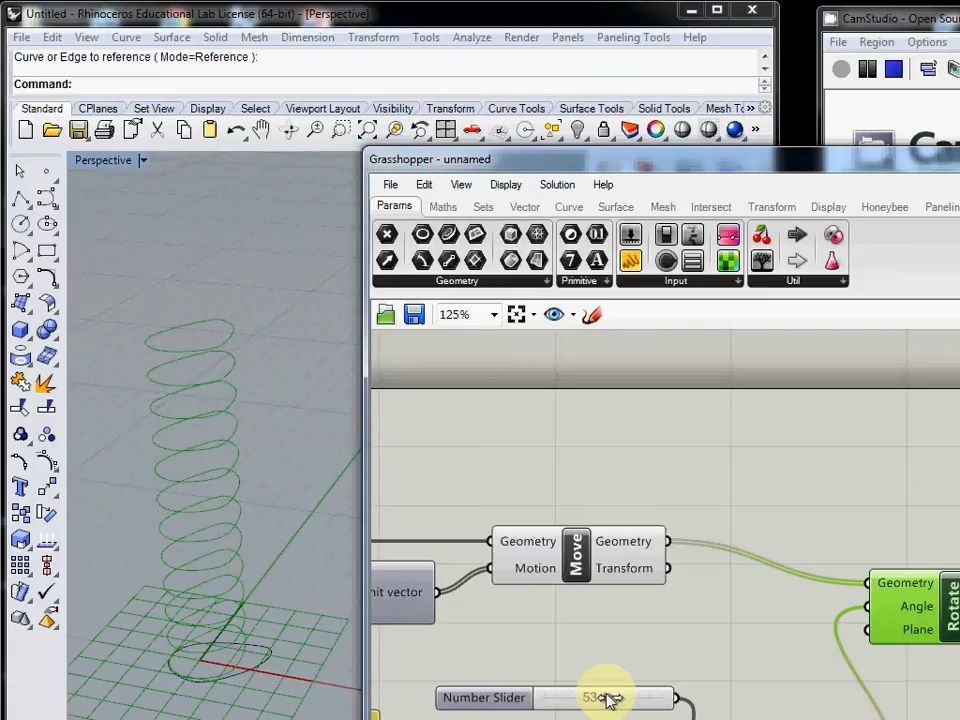 Untitled - Rhinoceros Educational Lab License (64-bit) - [Perspective]
File Edit View Curve Surface Solid Mesh Dimension Transform Tools Analyze Render Panels Paneling Tools Help
Curve or Edge to reference ( Mode=Reference ):
Command:
Standard CPlanes Set View Display Select Viewport Layout Visibility Transform Curve Tools Surface Tools Solid Tools Mesh To
Perspective
CamStudio - Open Sour
File Region Options
Ca
Grasshopper - unnamed
File Edit View Display Solution Help
Params Maths Sets Vector Curve Surface Mesh Intersect Transform Display Honeybee Panelin
Geometry Primitive Input Util
125%
Geometry Move Geometry
Motion Transform
nit vector
Geometry
Angle
Plane
Rotate
Number Slider 53